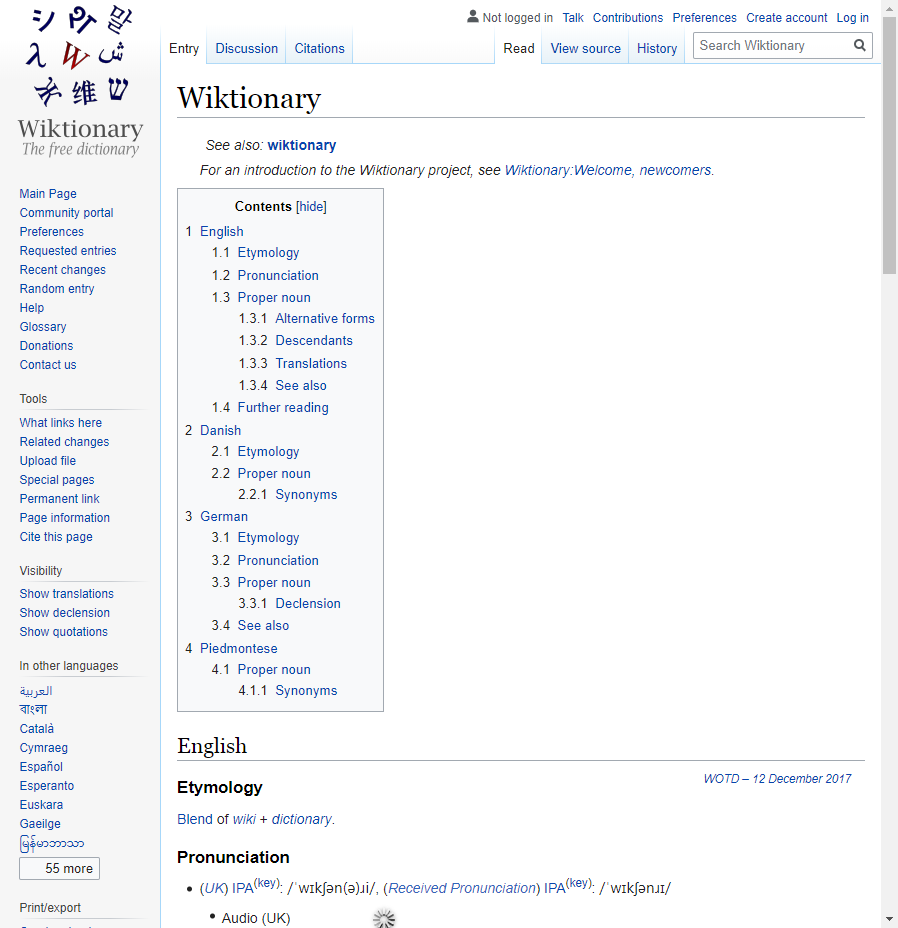 Not logged in Talk Contributions Preferences Create account Log in
Entry Discussion Citations Read View source History Search Wiktionary
シ 말
λ W ش
维 ש
Wiktionary
The free dictionary
Main Page
Community portal
Preferences
Requested entries
Recent changes
Random entry
Help
Glossary
Donations
Contact us
Tools
What links here
Related changes
Upload file
Special pages
Permanent link
Page information
Cite this page
Visibility
Show translations
Show declension
Show quotations
In other languages
العربية
বাংলা
Català
Cymraeg
Español
Esperanto
Euskara
Gaeilge
မြန်မာဘာသာ
55 more
Print/export
Wiktionary
See also: wiktionary
For an introduction to the Wiktionary project, see Wiktionary:Welcome, newcomers.
Contents [hide]
1 English
1.1 Etymology
1.2 Pronunciation
1.3 Proper noun
1.3.1 Alternative forms
1.3.2 Descendants
1.3.3 Translations
1.3.4 See also
1.4 Further reading
2 Danish
2.1 Etymology
2.2 Proper noun
2.2.1 Synonyms
3 German
3.1 Etymology
3.2 Pronunciation
3.3 Proper noun
3.3.1 Declension
3.4 See also
4 Piedmontese
4.1 Proper noun
4.1.1 Synonyms
English
WOTD – 12 December 2017
Etymology
Blend of wiki + dictionary.
Pronunciation
(UK) IPA(key): /ˈwɪkʃən(ə)ɹi/, (Received Pronunciation) IPA(key): /ˈwɪkʃənɹɪ/
Audio (UK)